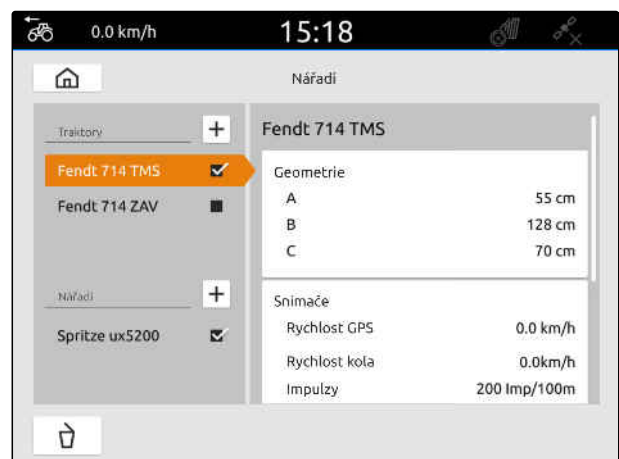 0.0 km/h 15:18
Nářadí
Traktory
Fendt 714 TMS
Fendt 714 ZAV
Nářadí
Spritze ux5200
Fendt 714 TMS
Geometrie
A 55 cm
B 128 cm
C 70 cm
Snimače
Rychlost GPS 0.0 km/h
Rychlost kola 0.0km/h
Impulzy 200 Imp/100m